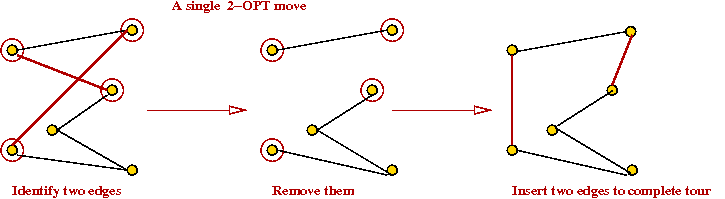 A single 2-OPT move
Identify two edges
Remove them
Insert two edges to complete tour